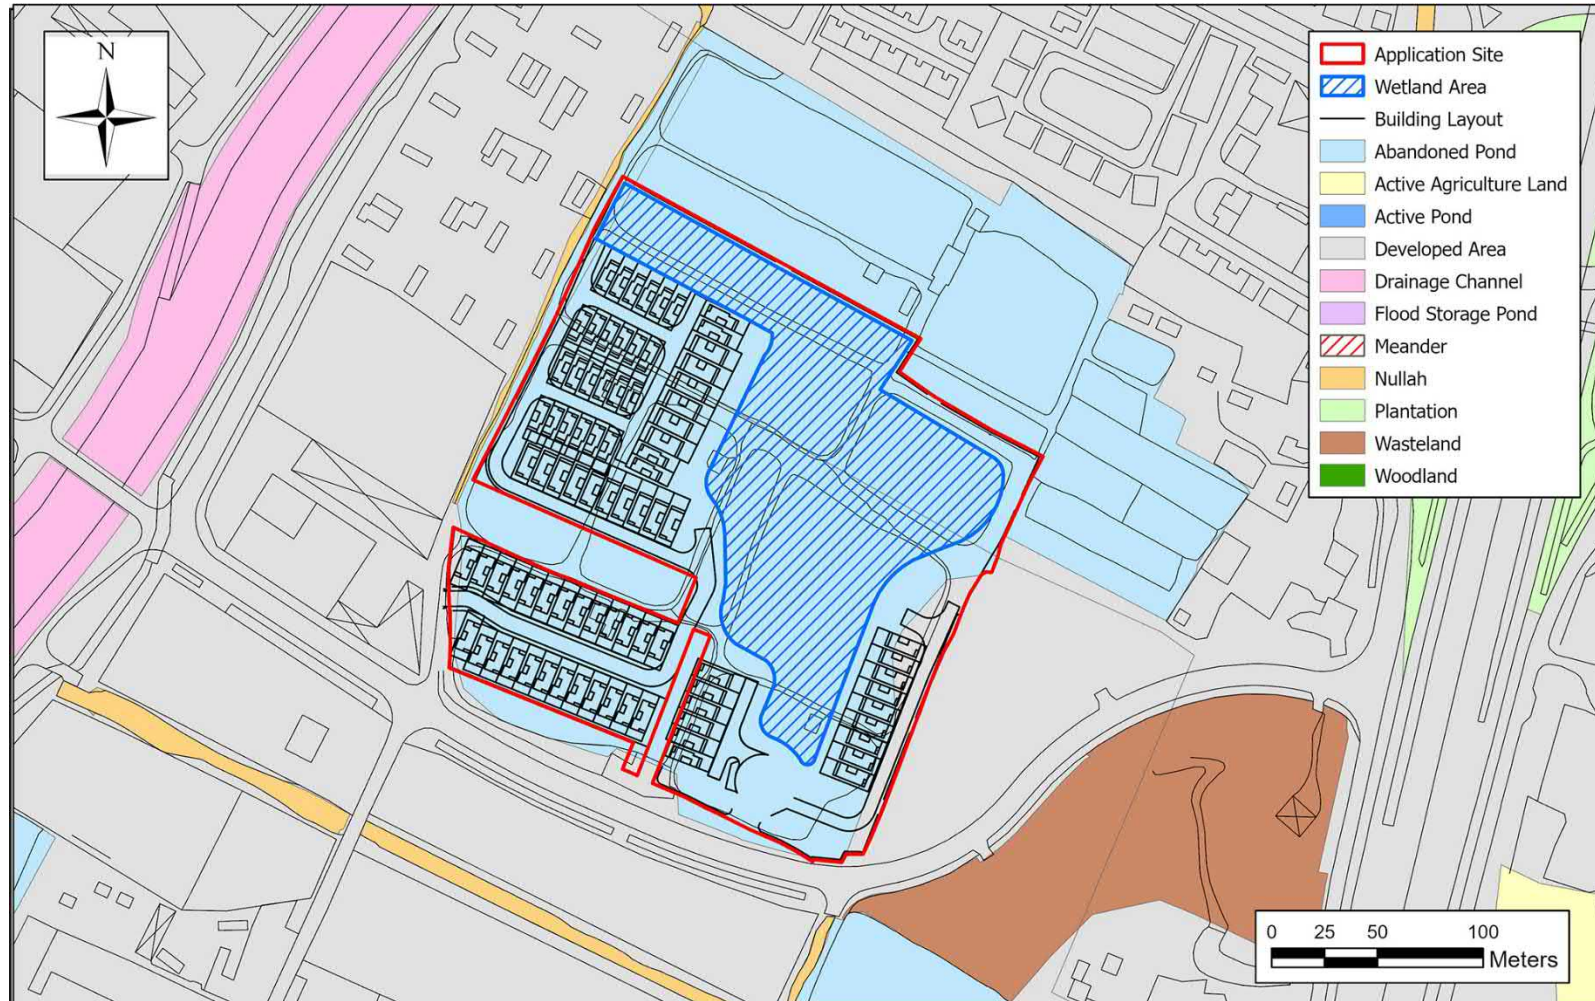 N
Application Site
Wetland Area
Building Layout
Abandoned Pond
Active Agriculture Land
Active Pond
Developed Area
Drainage Channel
Flood Storage Pond
Meander
Nullah
Plantation
Wasteland
Woodland
0 25 50 100
Meters